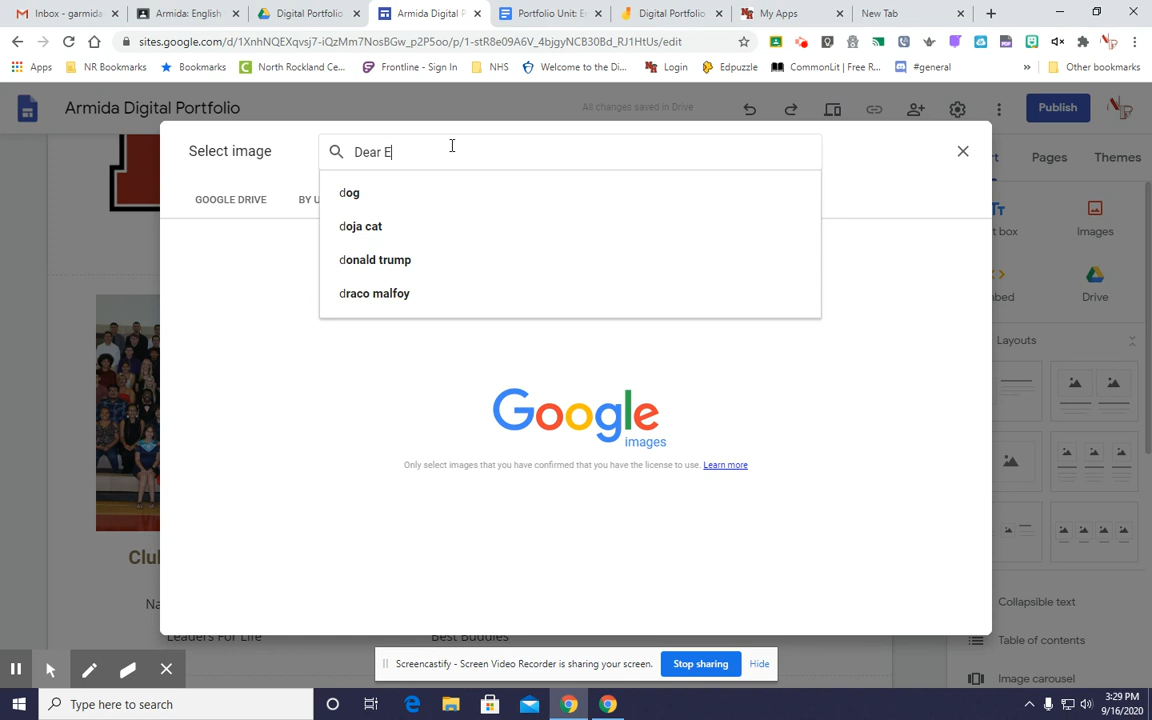 Inbox - garmida
Armida: English
Digital Portfolio
Armida Digital P
Portfolio Unit: E
Digital Portfolio
My Apps
New Tab
sites.google.com/d/1XnhNQEXqvsj7-iQzMm7NosBGw_p2P5oo/p/1-stR8e09A6V_4bjgyNCB30Bd_RJ1HtUs/edit
Apps
NR Bookmarks
Bookmarks
North Rockland Ce...
Frontline - Sign In
NHS
Welcome to the Di...
Login
Edpuzzle
CommonLit | Free R...
#general
»
Other bookmarks
Armida Digital Portfolio
All changes saved in Drive
Publish
Select image
Dear E
GOOGLE DRIVE
BY U
dog
doja cat
donald trump
draco malfoy
Google
images
Only select images that you have confirmed that you have the license to use. Learn more
rt
Pages
Themes
Tt
t box
Images
nbed
Drive
Layouts
Collapsible text
Table of contents
Image carousel
Clu
Na
Leaders For Life
Best Buddies
Screencastify - Screen Video Recorder is sharing your screen.
Stop sharing
Hide
Type here to search
3:29 PM
9/16/2020